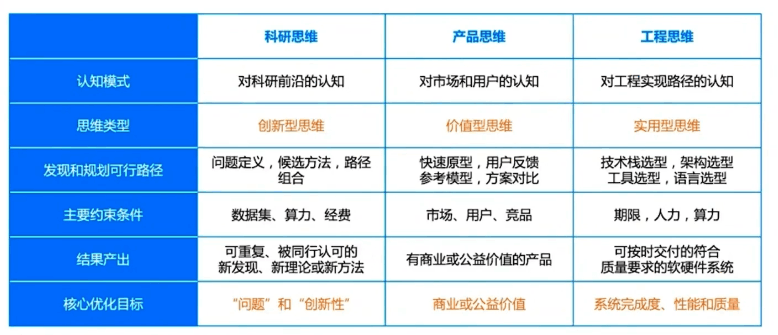 科研思维 产品思维 工程思维
认知模式 对科研前沿的认知 对市场和用户的认知 对工程实现路径的认知
思维类型 创新型思维 价值型思维 实用型思维
发现和规划可行路径 问题定义，候选方法，路径 快速原型，用户反馈 技术栈选型，架构选型
组合 参考模型，方案对比 工具选型，语言选型
主要约束条件 数据集、算力、经费 市场、用户、竞品 期限，人力，算力
结果产出 可重复、被同行认可的 有商业或公益价值的产品 可按时交付的符合
新发现、新理论或新方法 质量要求的软硬件系统
核心优化目标 “问题”和“创新性” 商业或公益价值 系统完成度、性能和质量